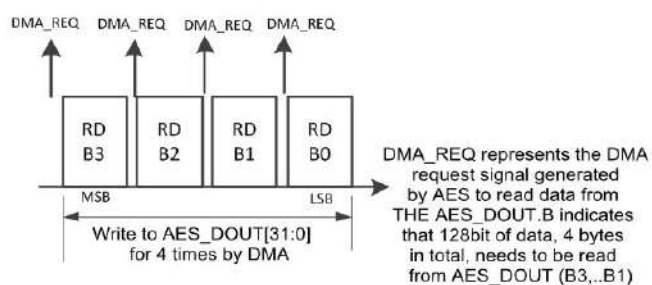 DMA_REQ DMA_REQ DMA_REQ DMA_REQ
RD RD RD RD
B3 B2 B1 B0
MSB LSB
Write to AES_DOUT[31:0]
for 4 times by DMA
DMA_REQ represents the DMA
request signal generated
by AES to read data from
THE AES_DOUT.B indicates
that 128bit of data, 4 bytes
in total, needs to be read
from AES_DOUT (B3,..B1)